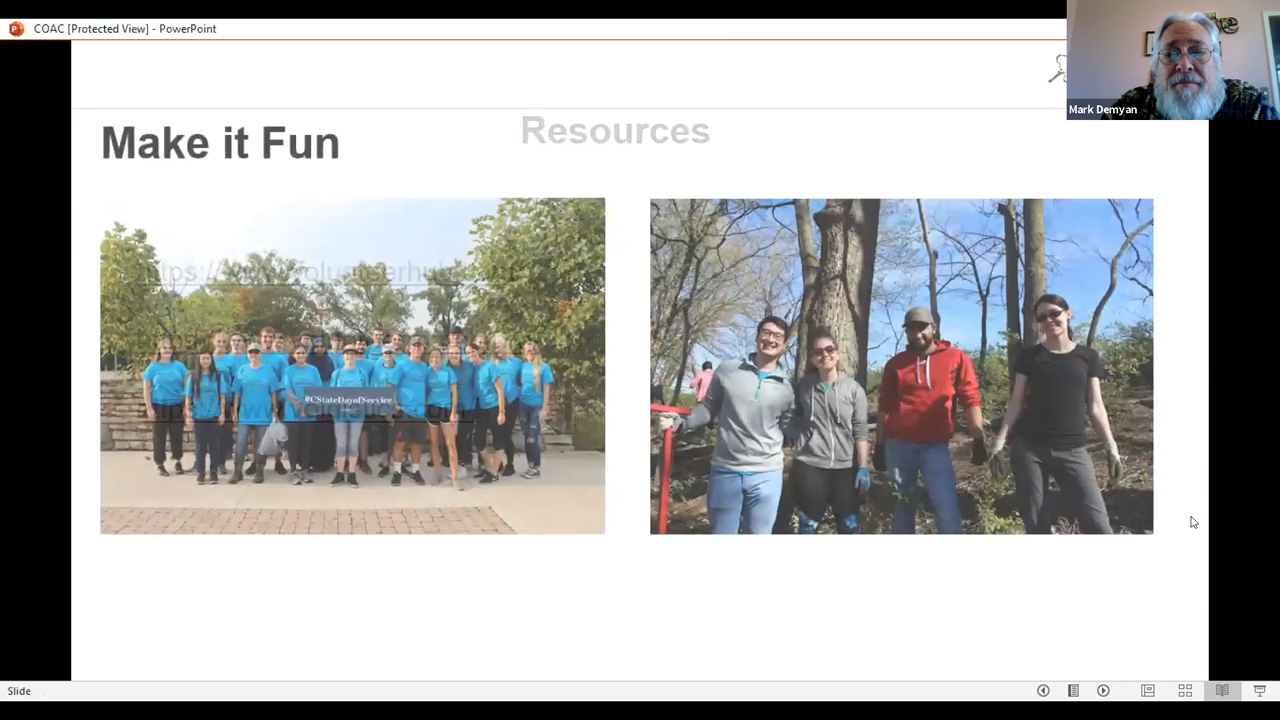 COAC [Protected View] - PowerPoint
Mark Demyan
Make it Fun
Resources
#CStateDayofService
Slide